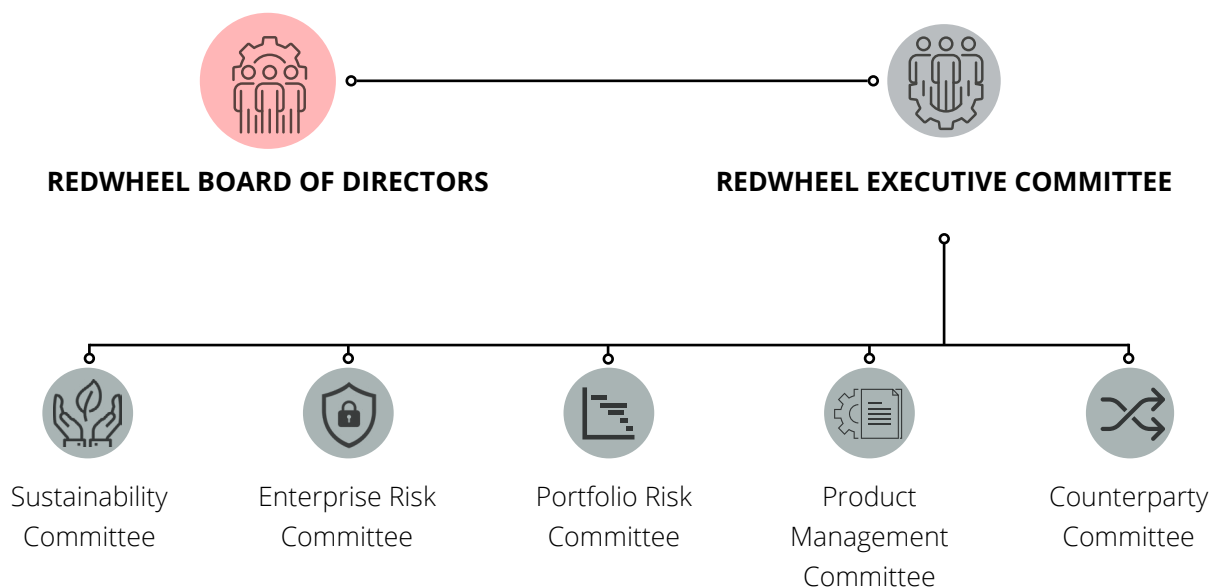 REDWHEEL BOARD OF DIRECTORS
REDWHEEL EXECUTIVE COMMITTEE
Sustainability
Committee
Enterprise Risk
Committee
Portfolio Risk
Committee
Product
Management
Committee
Counterparty
Committee